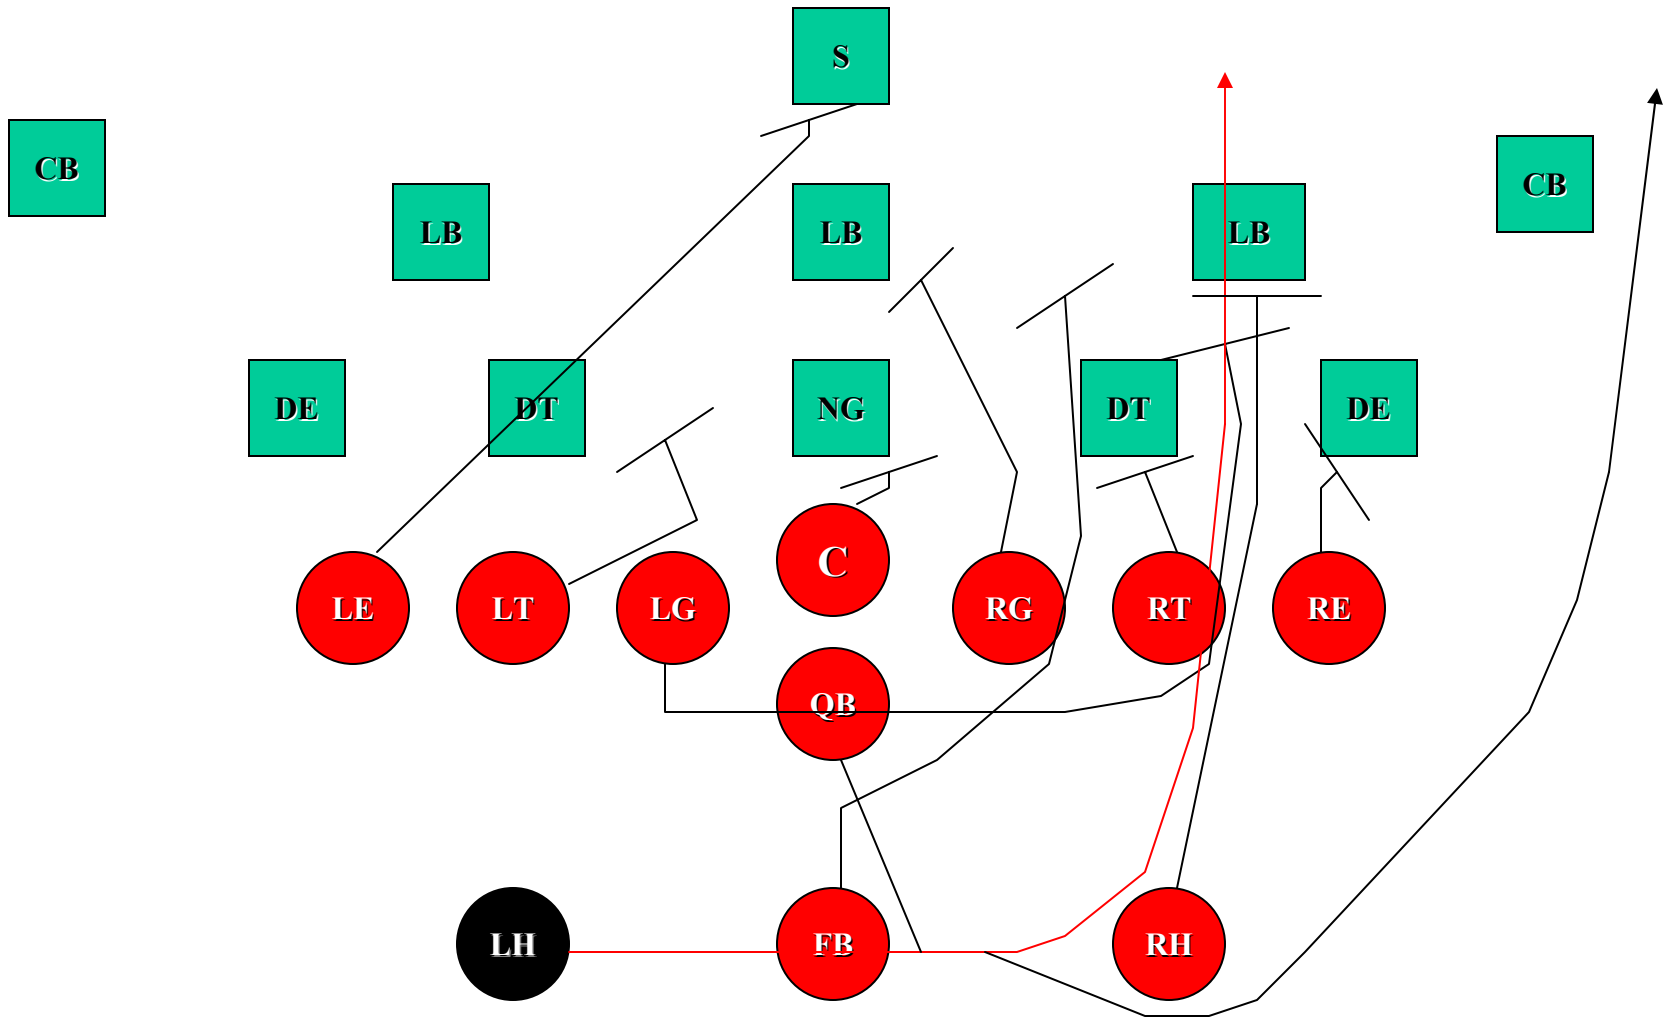 S
CB
CB
LB
LB
LB
DE
DT
NG
DT
DE
C
LE
LT
LG
RG
RT
RE
QB
LH
FB
RH